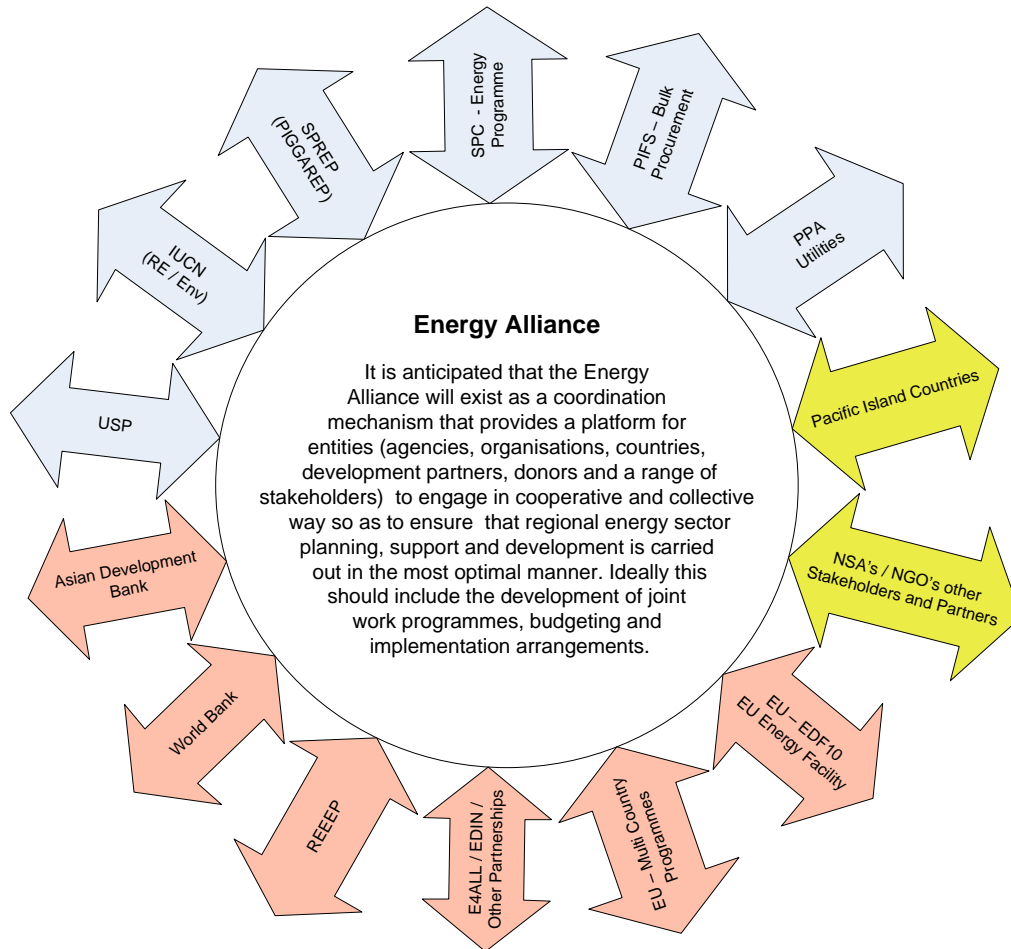 SPC - Energy
Programme
PIFS – Bulk
Procurement
PPA
Utilities
Pacific Island Countries
NSA's / NGO's other
Stakeholders and Partners
EU – EDF10
EU Energy Facility
EU – Multi Country
Programmes
E4ALL / EDIN /
Other Partnerships
REEEP
World Bank
Asian Development
Bank
USP
IUCN
(RE / Env)
SPREP
(PIGGAREP)
Energy Alliance
It is anticipated that the Energy
Alliance will exist as a coordination
mechanism that provides a platform for
entities (agencies, organisations, countries,
development partners, donors and a range of
stakeholders) to engage in cooperative and collective
way so as to ensure that regional energy sector
planning, support and development is carried
out in the most optimal manner. Ideally this
should include the development of joint
work programmes, budgeting and
implementation arrangements.